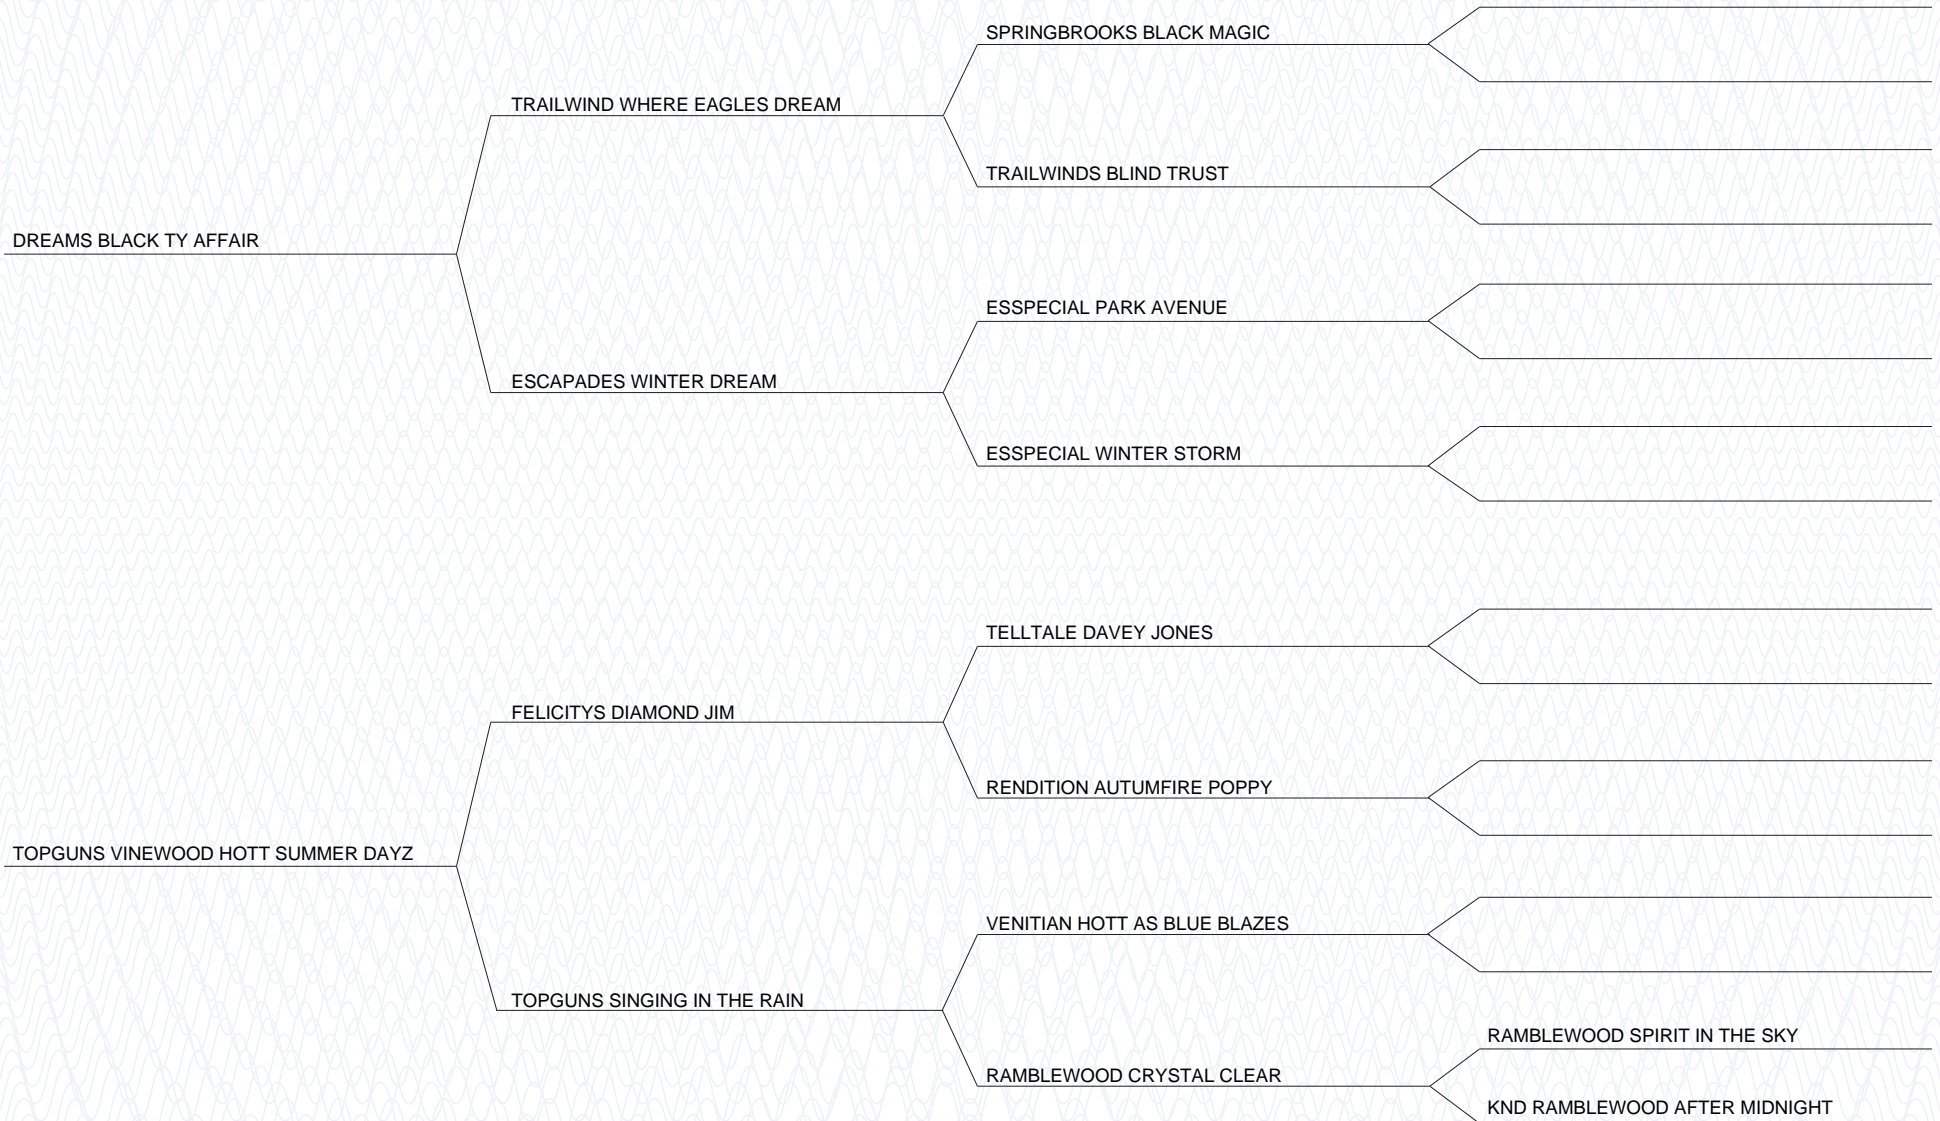 SPRINGBROOKS BLACK MAGIC
TRAILWIND WHERE EAGLES DREAM
TRAILWINDS BLIND TRUST
DREAMS BLACK TY AFFAIR
ESSPECIAL PARK AVENUE
ESCAPADES WINTER DREAM
ESSPECIAL WINTER STORM
TELLTALE DAVEY JONES
FELICITYS DIAMOND JIM
RENDITION AUTUMFIRE POPPY
TOPGUNS VINEWOOD HOTT SUMMER DAYZ
VENITIAN HOTT AS BLUE BLAZES
TOPGUNS SINGING IN THE RAIN
RAMBLEWOOD SPIRIT IN THE SKY
RAMBLEWOOD CRYSTAL CLEAR
KND RAMBLEWOOD AFTER MIDNIGHT